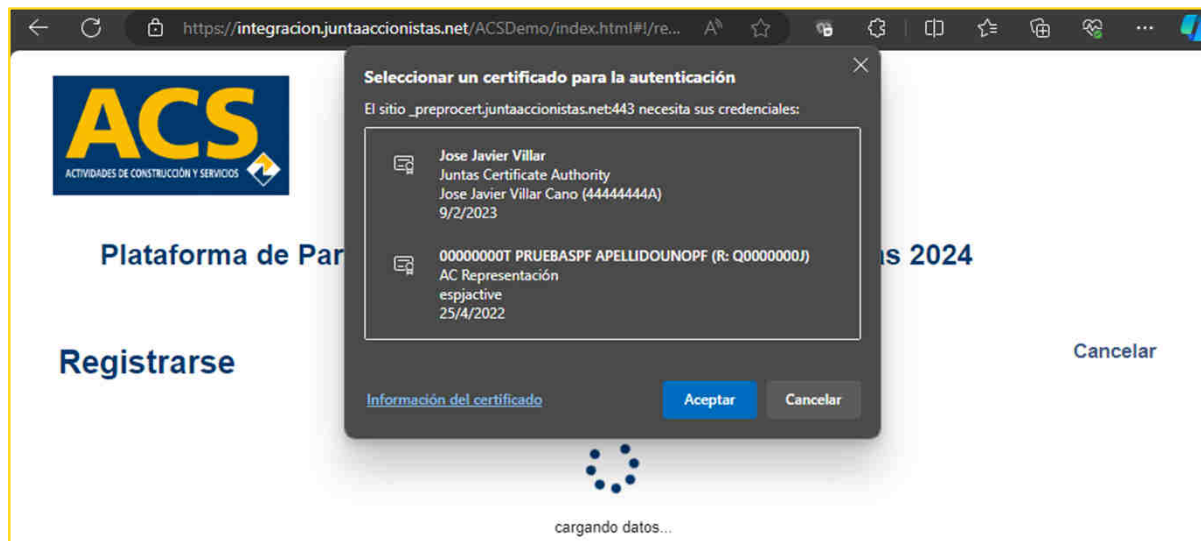 https://integracion.juntaaccionistas.net/ACSDemo/index.html#!/re...
ACS
ACTIVIDADES DE CONSTRUCCIÓN Y SERVICIOS
Seleccionar un certificado para la autenticación
El sitio _preprocert.juntaaccionistas.net:443 necesita sus credenciales:
Jose Javier Villar
Juntas Certificate Authority
Jose Javier Villar Cano (44444444A)
9/2/2023
00000000T PRUEBASPF APELLIDOUNOPF (R: Q0000000J)
AC Representación
espjactive
25/4/2022
Información del certificado
Aceptar
Cancelar
Plataforma de Par
s 2024
Registrarse
Cancelar
cargando datos...